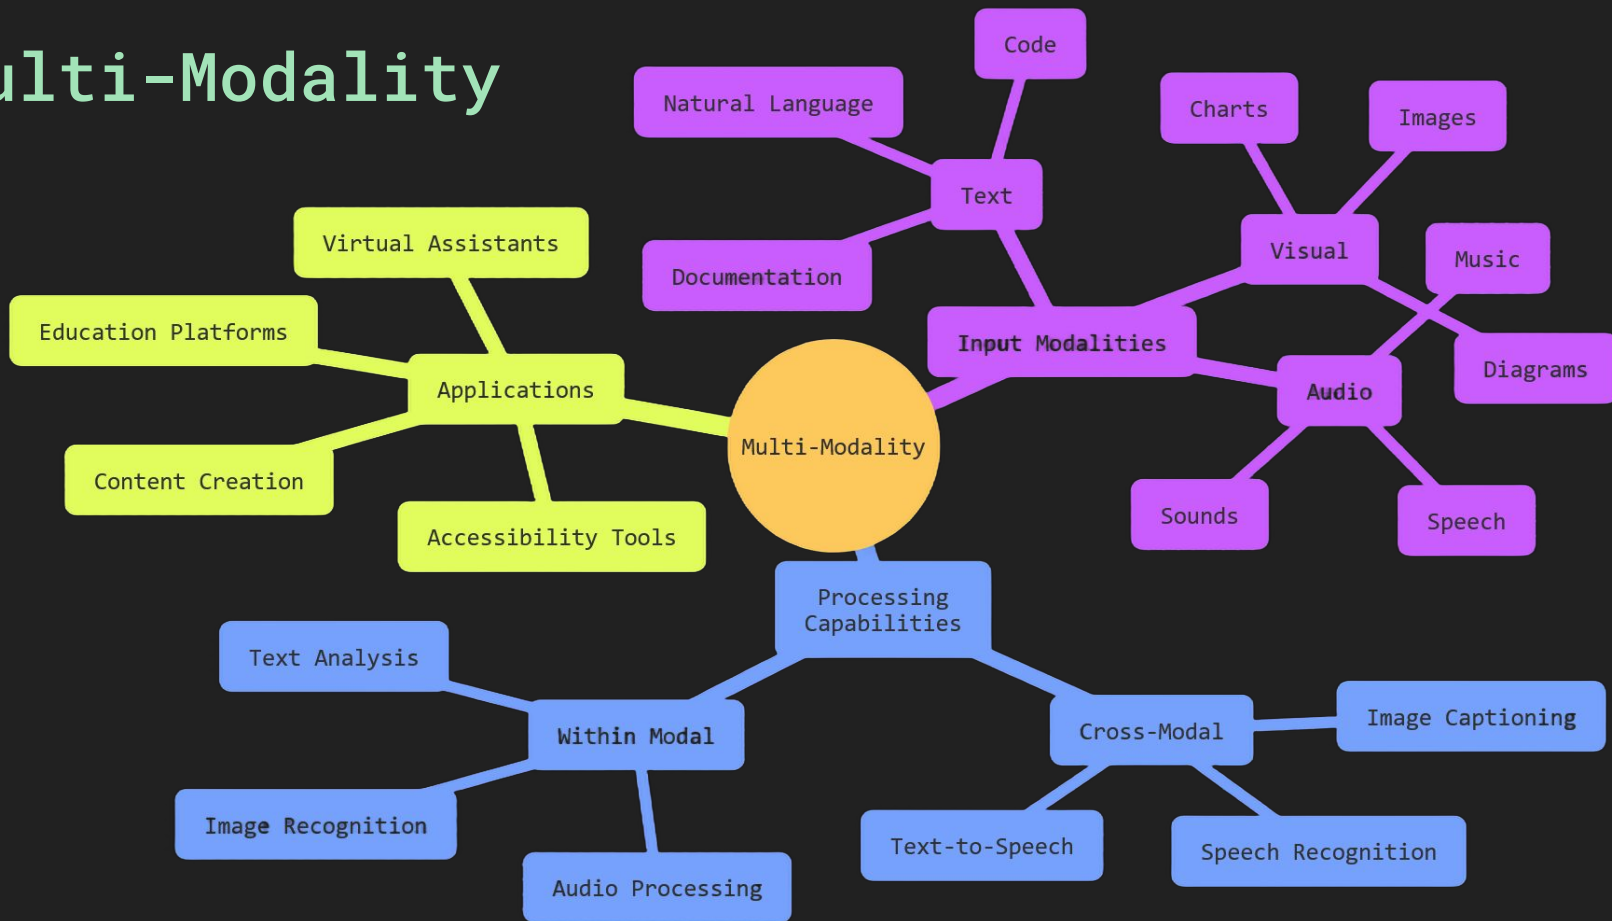 ulti-Modality
Code
Natural Language
Charts
Images
Text
Virtual Assistants
Visual
Music
Documentation
Education Platforms
Input Modalities
Diagrams
Applications
Audio
Multi-Modality
Content Creation
Sounds
Speech
Accessibility Tools
Processing
Capabilities
Text Analysis
Image Captioning
Within Modal
Cross-Modal
Image Recognition
Text-to-Speech
Speech Recognition
Audio Processing